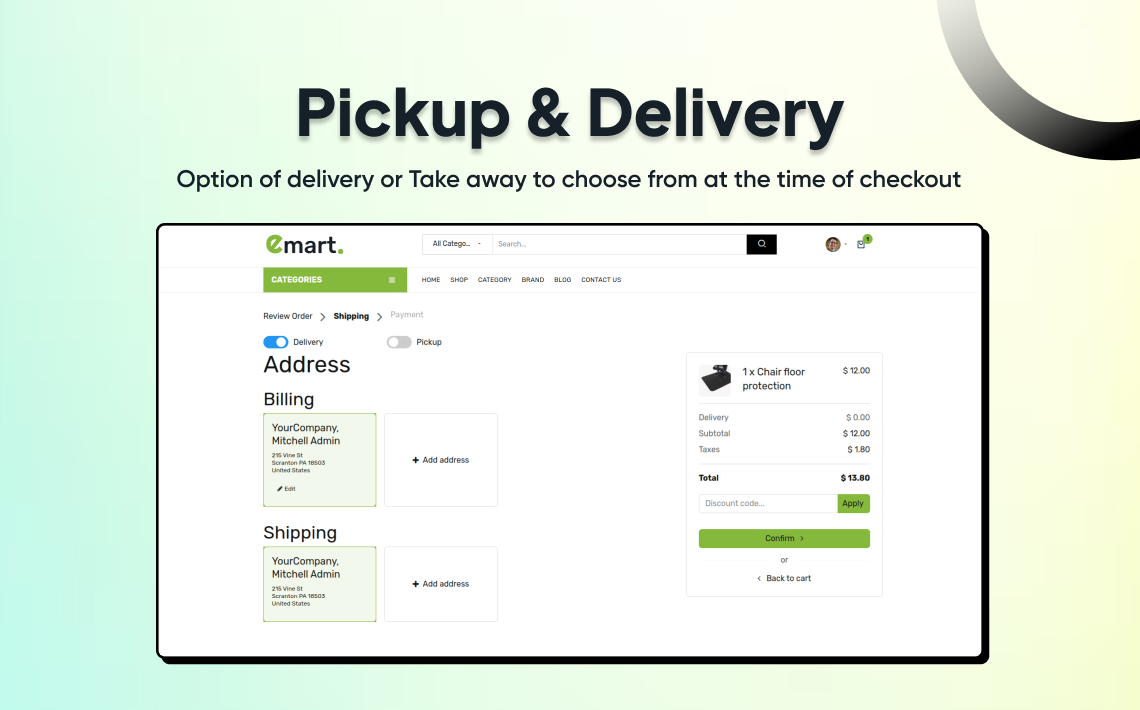 Pickup & Delivery
Option of delivery or Take away to choose from at the time of checkout
emart.
All Catego... Search...
1
CATEGORIES
HOME SHOP CATEGORY BRAND BLOG CONTACT US
Review Order Shipping Payment
Delivery Pickup
Address
Billing
YourCompany,
Mitchell Admin
215 Vine St
Scranton PA 18503
United States
Edit
Add address
Shipping
YourCompany,
Mitchell Admin
215 Vine St
Scranton PA 18503
United States
Add address
1 x Chair floor
protection
$ 12.00
Delivery $ 0.00
Subtotal $ 12.00
Taxes $ 1.80
Total $ 13.80
Discount code... Apply
Confirm
or
Back to cart